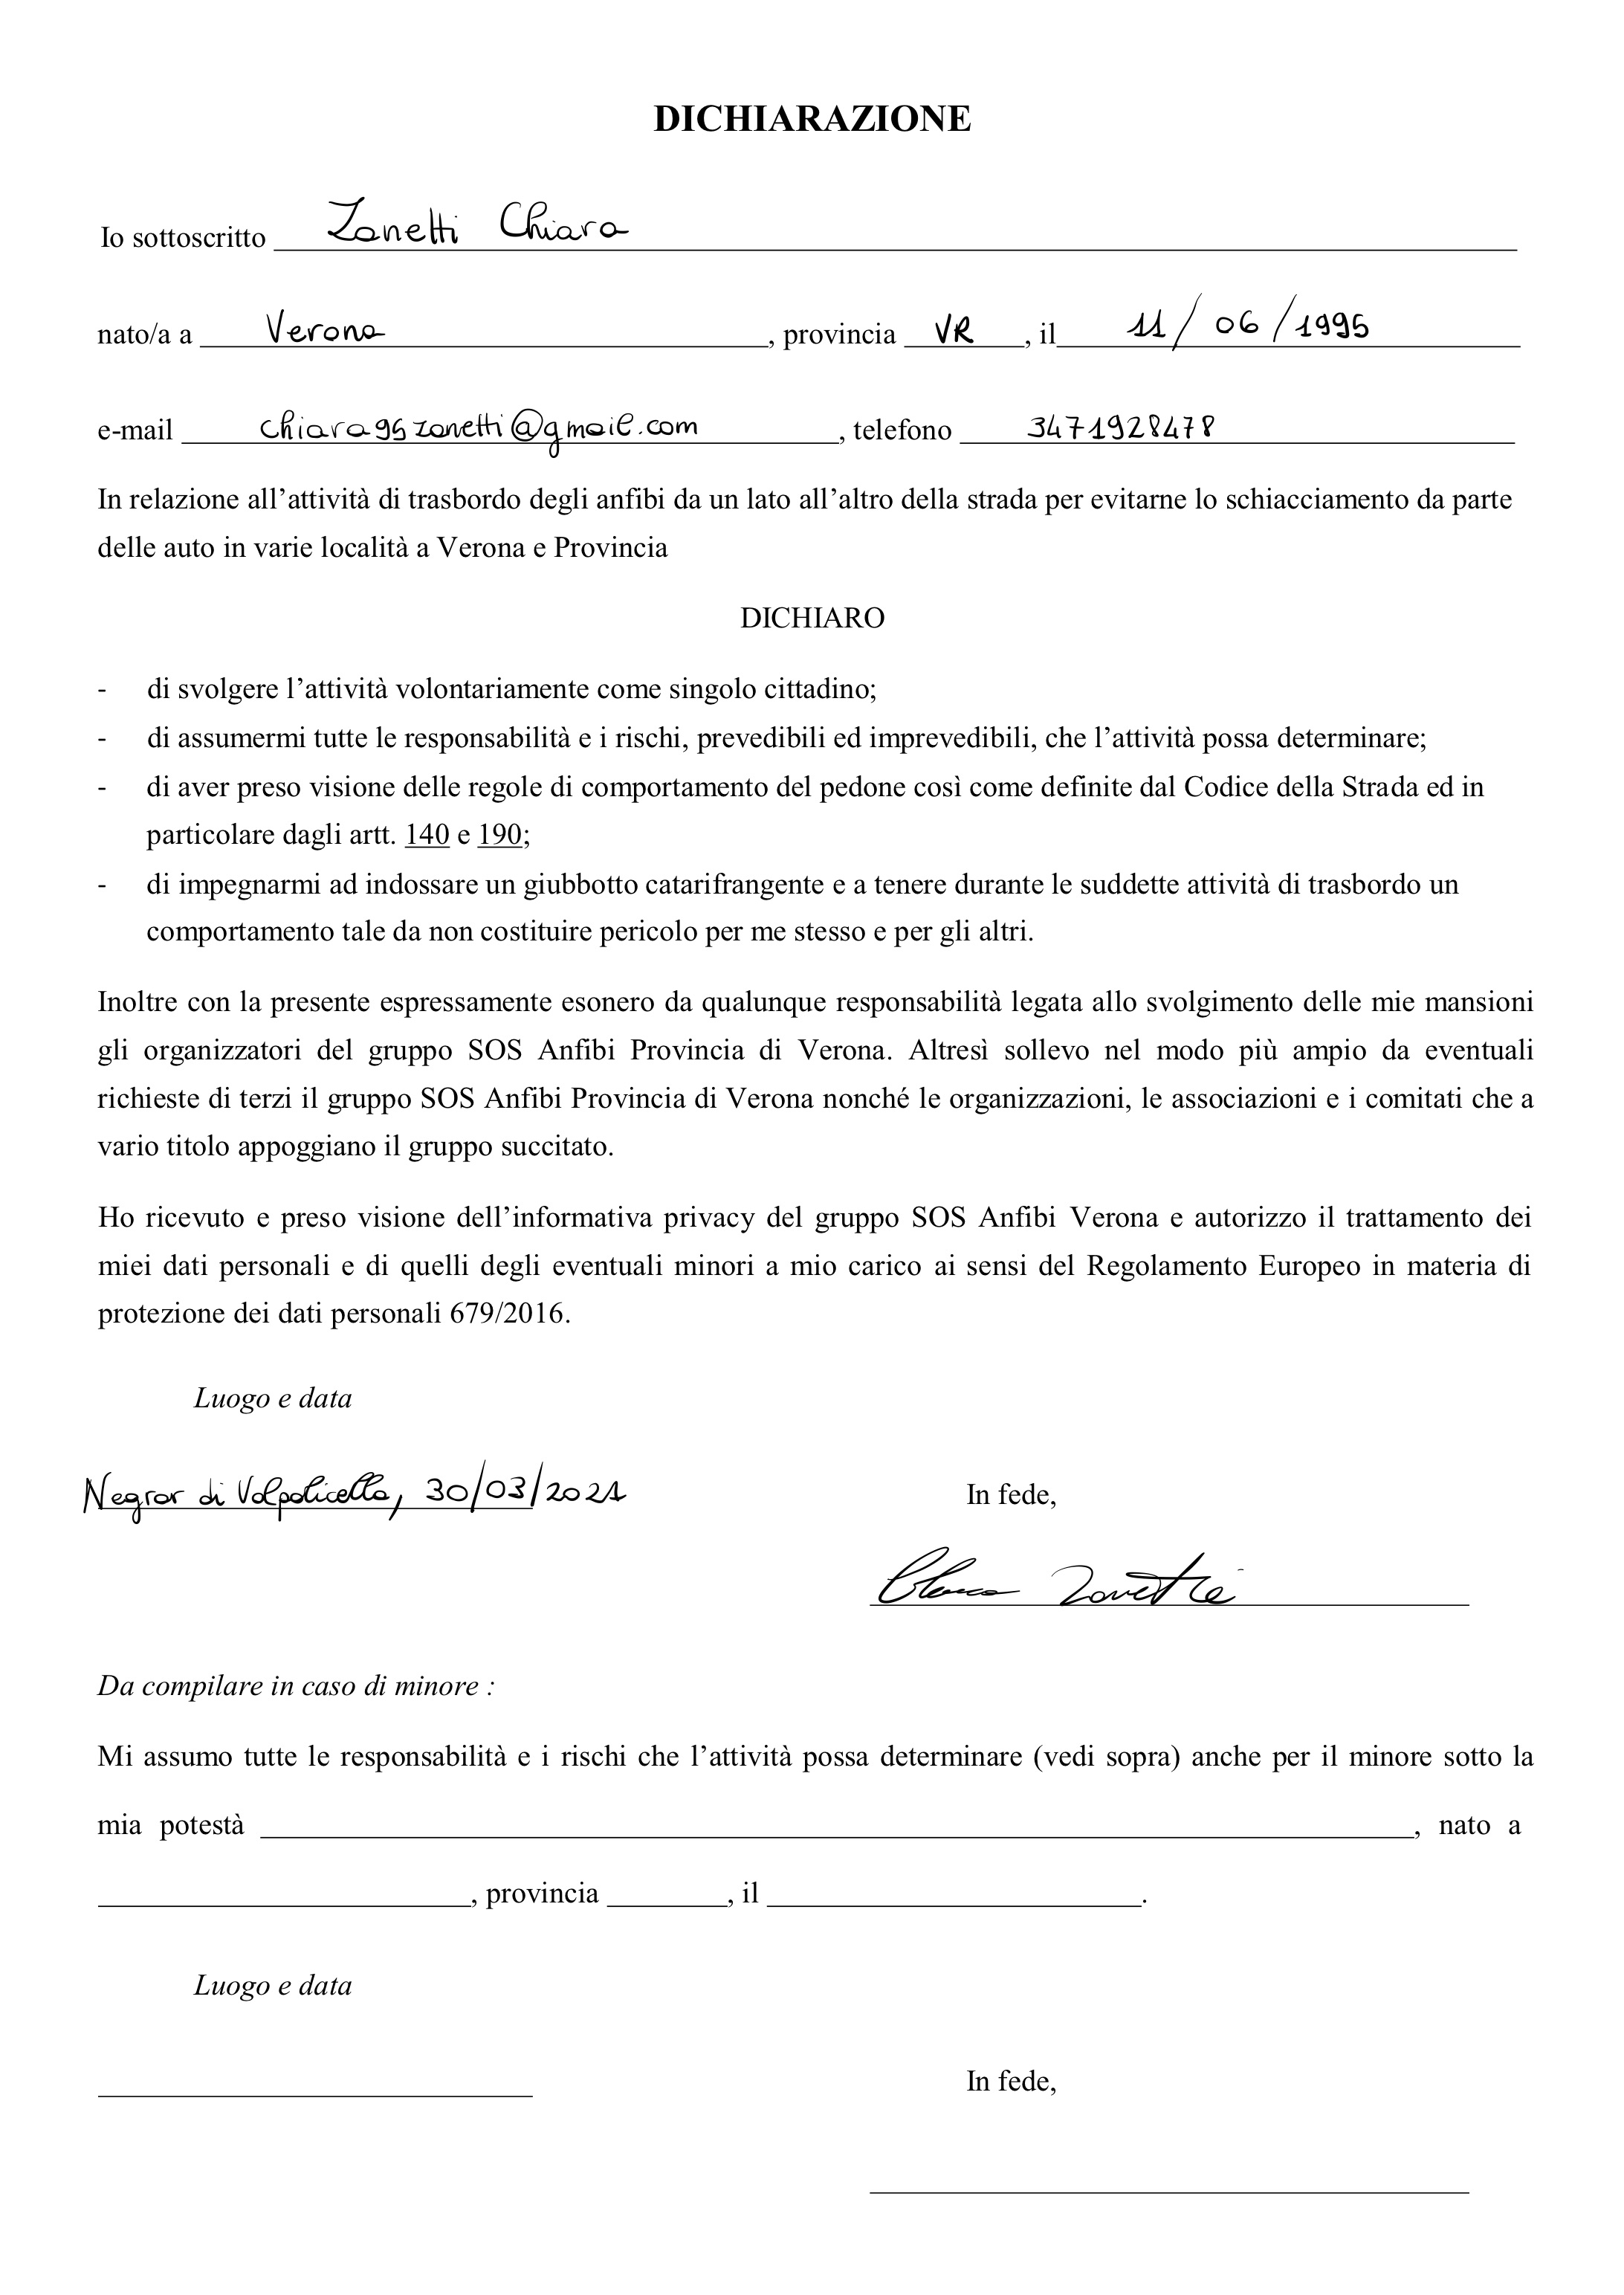 DICHIARAZIONE
Io sottoscritto Zanetti Chiara
nato/a a Verona, provincia VR, il 11/06/1995
e-mail chiara95zanetti@gmail.com, telefono 3471928478
In relazione all’attività di trasbordo degli anfibi da un lato all’altro della strada per evitarne lo schiacciamento da parte
delle auto in varie località a Verona e Provincia
DICHIARO
- di svolgere l’attività volontariamente come singolo cittadino;
- di assumermi tutte le responsabilità e i rischi, prevedibili ed imprevedibili, che l’attività possa determinare;
- di aver preso visione delle regole di comportamento del pedone così come definite dal Codice della Strada ed in
particolare dagli artt. 140 e 190;
- di impegnarmi ad indossare un giubbotto catarifrangente e a tenere durante le suddette attività di trasbordo un
comportamento tale da non costituire pericolo per me stesso e per gli altri.
Inoltre con la presente espressamente esonero da qualunque responsabilità legata allo svolgimento delle mie mansioni
gli organizzatori del gruppo SOS Anfibi Provincia di Verona. Altresì sollevo nel modo più ampio da eventuali
richieste di terzi il gruppo SOS Anfibi Provincia di Verona nonché le organizzazioni, le associazioni e i comitati che a
vario titolo appoggiano il gruppo succitato.
Ho ricevuto e preso visione dell’informativa privacy del gruppo SOS Anfibi Verona e autorizzo il trattamento dei
miei dati personali e di quelli degli eventuali minori a mio carico ai sensi del Regolamento Europeo in materia di
protezione dei dati personali 679/2016.
Luogo e data
Negrar di Valpolicella, 30/03/2021 In fede,
Chiara Zanetti
Da compilare in caso di minore :
Mi assumo tutte le responsabilità e i rischi che l’attività possa determinare (vedi sopra) anche per il minore sotto la
mia potestà , nato a
, provincia , il .
Luogo e data
In fede,